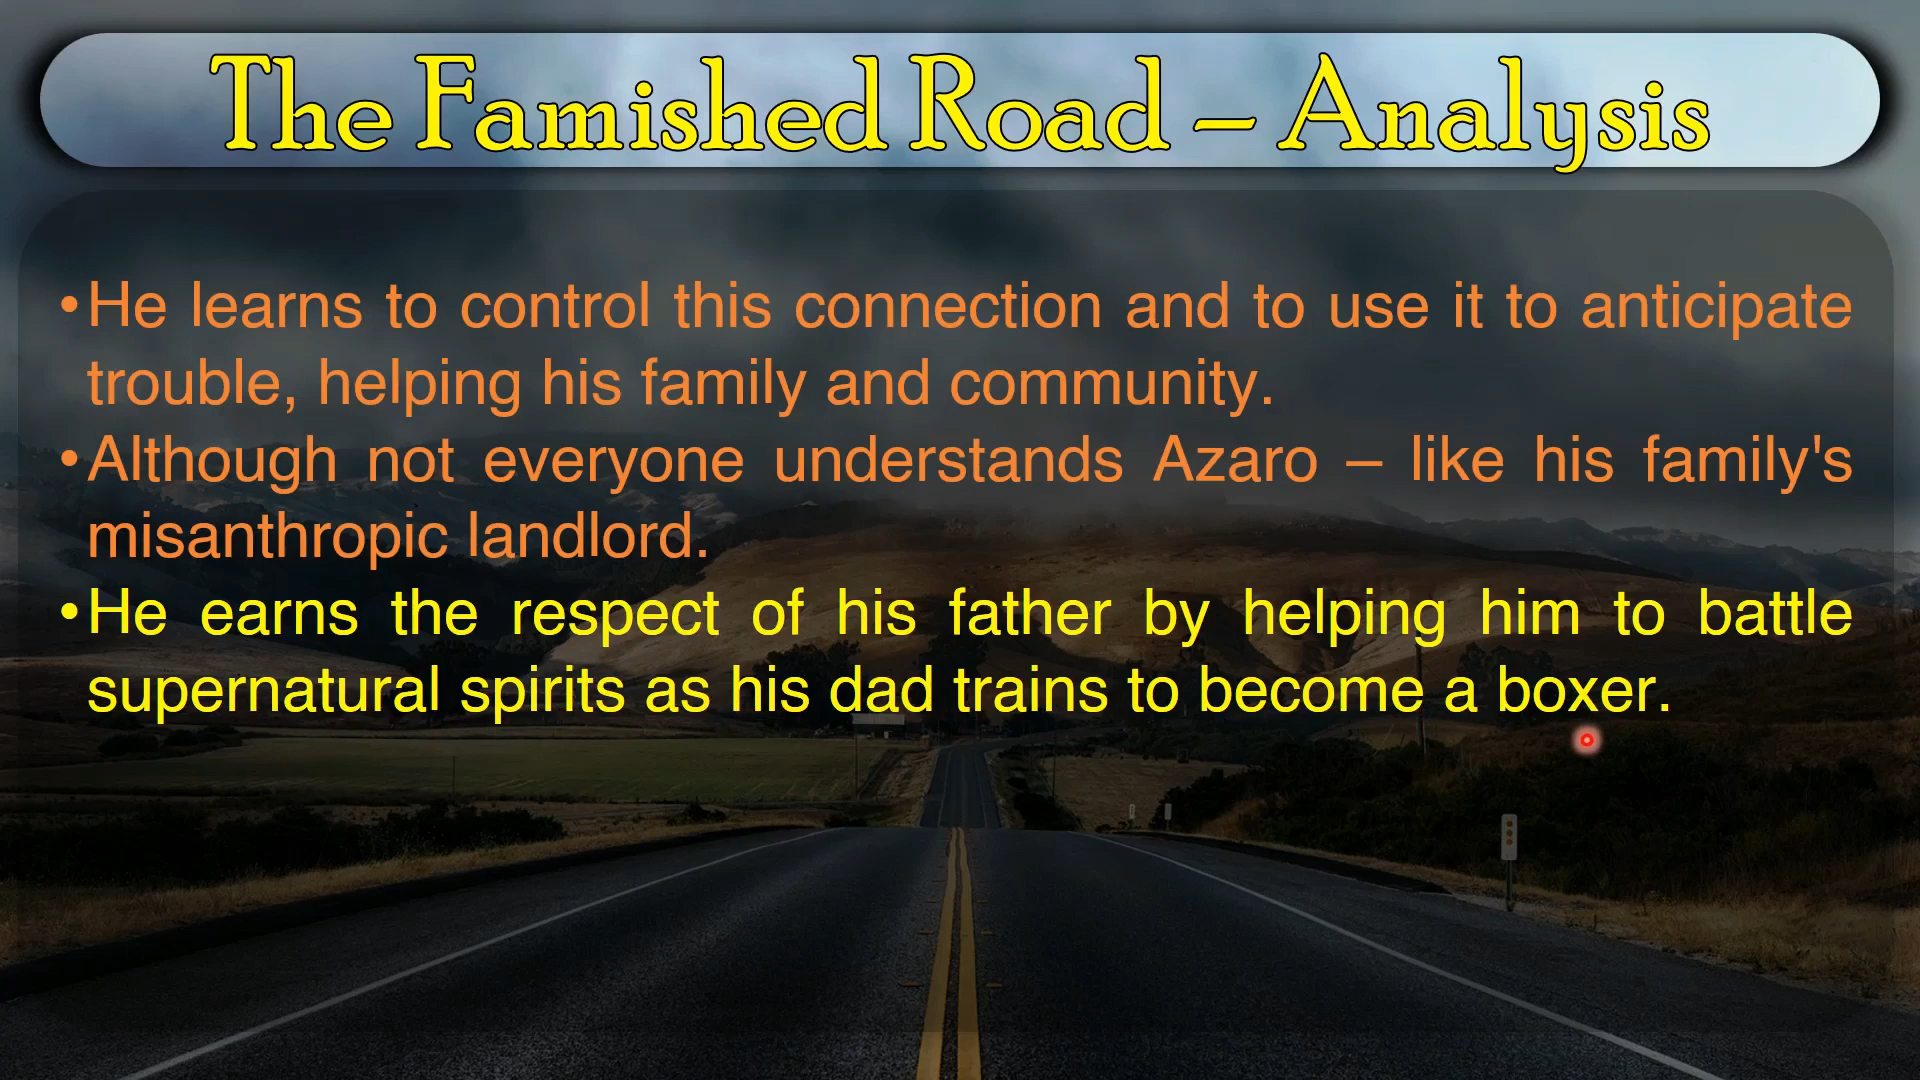 The Famished Road – Analysis
•He learns to control this connection and to use it to anticipate
trouble, helping his family and community.
•Although not everyone understands Azaro – like his family's
misanthropic landlord.
•He earns the respect of his father by helping him to battle
supernatural spirits as his dad trains to become a boxer.